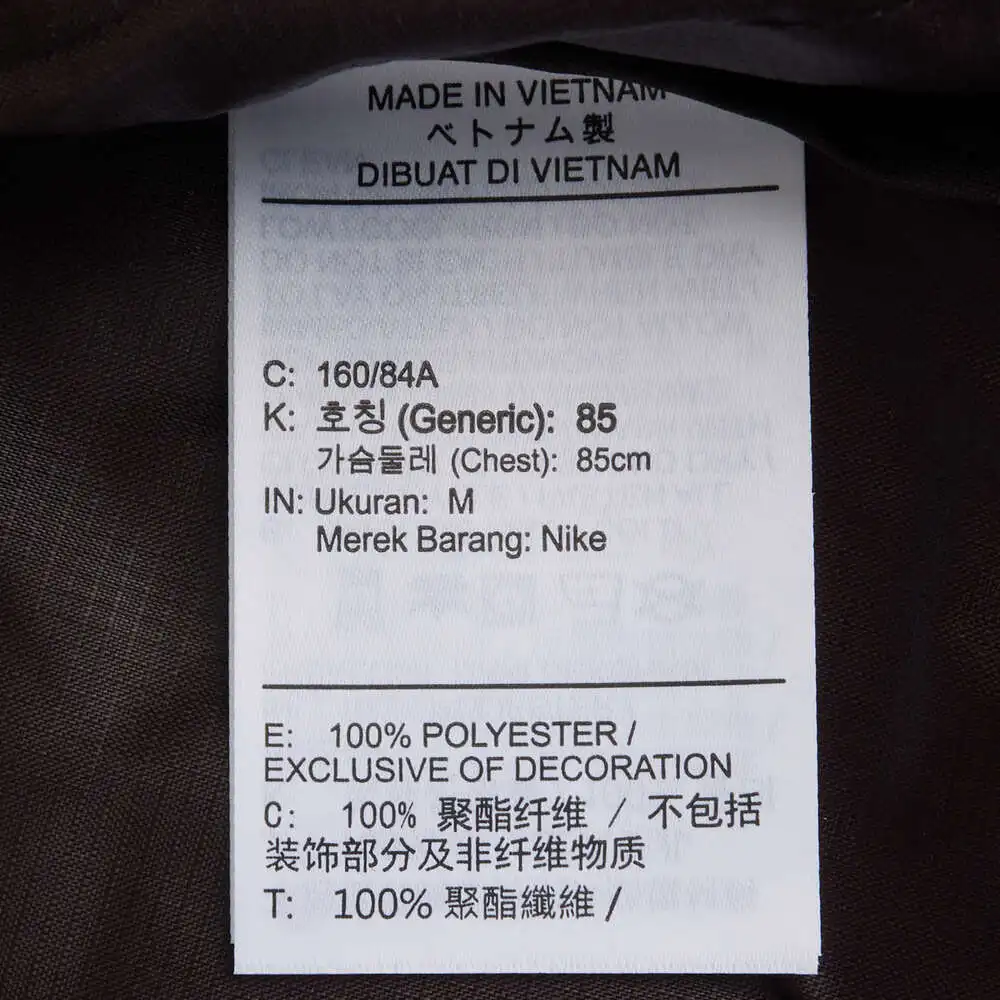 MADE IN VIETNAM
ベトナム製
DIBUAT DI VIETNAM
C: 160/84A
K: 호칭 (Generic): 85
가슴둘레 (Chest): 85cm
IN: Ukuran: M
Merek Barang: Nike
E: 100% POLYESTER /
EXCLUSIVE OF DECORATION
C: 100% 聚酯纤维 / 不包括
装饰部分及非纤维物质
T: 100% 聚酯纖維 /